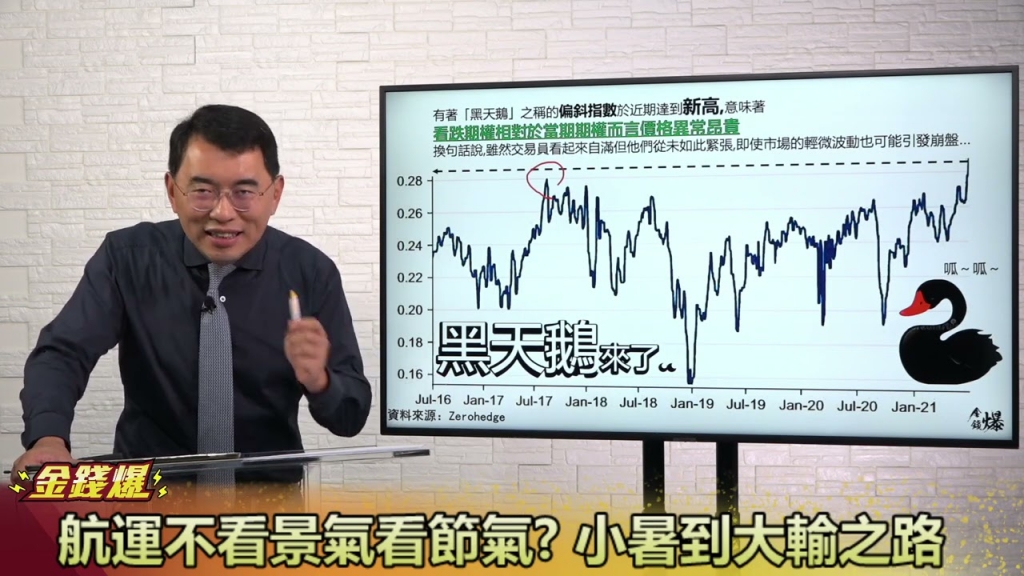 有著「黑天鵝」之稱的偏斜指數於近期達到新高,意味著
看跌期權相對於當期期權而言價格異常昂貴
換句話說,雖然交易員看起來自滿但他們從未如此緊張,即使市場的輕微波動也可能引發崩盤...
0.28
0.26
0.24
0.22
0.20
0.18
0.16
呱~呱~
黑天鵝來了
Jul-16 Jan-17 Jul-17 Jan-18 Jul-18 Jan-19 Jul-19 Jan-20 Jul-20 Jan-21
資料來源: Zerohedge
金錢爆
金錢爆
航運不看景氣看節氣? 小暑到大輸之路